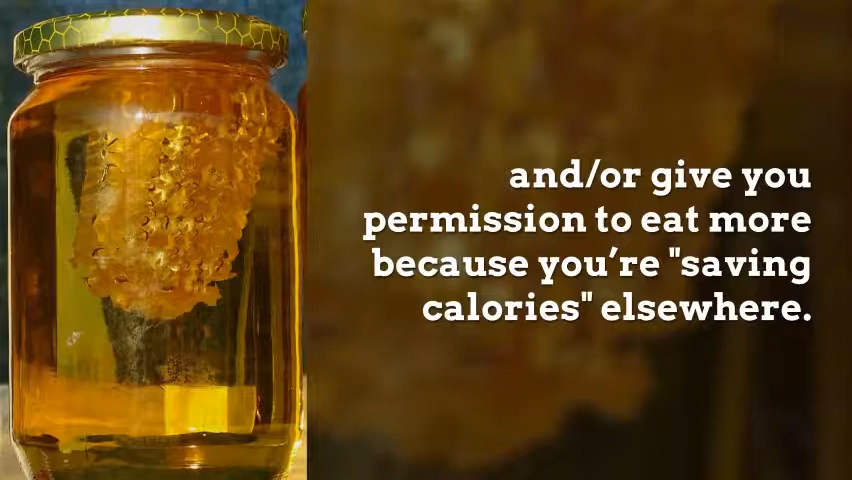 and/or give you
permission to eat more
because you’re "saving
calories" elsewhere.